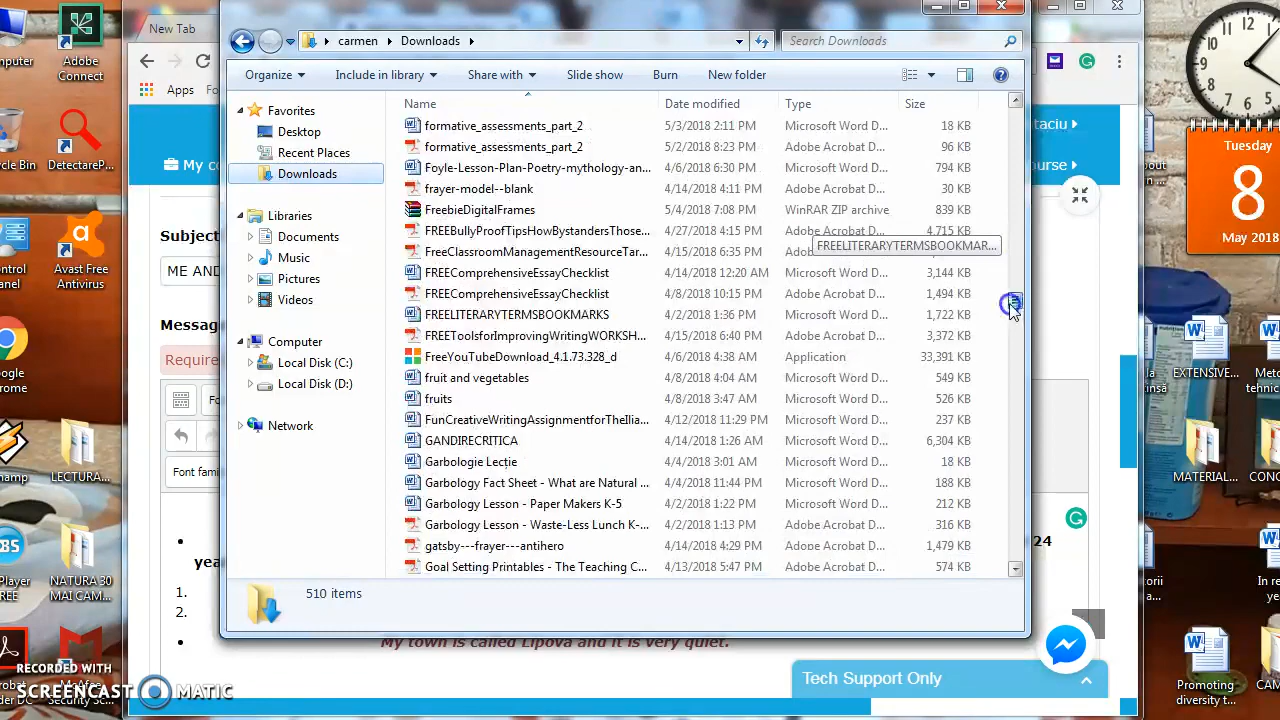 New Tab
carmen
Downloads
Search Downloads
Organize
Include in library
Share with
Slide show
Burn
New folder
Apps
Name
Date modified
Type
Size
Favorites
Desktop
Recent Places
Downloads
Libraries
Documents
Music
Pictures
Videos
Computer
Local Disk (C:)
Local Disk (D:)
Network
formative_assessments_part_2 5/3/2018 2:11 PM Microsoft Word D... 18 KB
formative_assessments_part_2 5/2/2018 8:23 PM Adobe Acrobat D... 96 KB
Foyle-Lesson-Plan-Poetry-mythology-an... 4/6/2018 6:30 PM Microsoft Word D... 794 KB
frayer-model--blank 4/14/2018 4:11 PM Adobe Acrobat D... 30 KB
FreebieDigitalFrames 5/4/2018 7:08 PM WinRAR ZIP archive 839 KB
FREEBullyProofTipsHowBystandersThose... 4/27/2018 4:15 PM Adobe Acrobat D... 4,715 KB
FREELITERARYTERMSBOOKMAR...
FreeClassroomManagementResourceTar... 4/15/2018 6:35 PM
FREEComprehensiveEssayChecklist 4/14/2018 12:20 AM Microsoft Word D... 3,144 KB
FREEComprehensiveEssayChecklist 4/8/2018 10:15 PM Adobe Acrobat D... 1,494 KB
FREELITERARYTERMSBOOKMARKS 4/2/2018 1:36 PM Microsoft Word D... 1,722 KB
FREEToolsforImprovingWritingWORKSH... 4/15/2018 6:40 PM Adobe Acrobat D... 3,372 KB
FreeYouTubeDownload_4.1.73.328_d 4/6/2018 4:38 AM Application 33,391 KB
fruit and vegetables 4/8/2018 4:04 AM Microsoft Word D... 549 KB
fruits 4/8/2018 3:47 AM Microsoft Word D... 526 KB
FunCreativeWritingAssignmentforTheIlia... 4/12/2018 11:29 PM Microsoft Word D... 237 KB
GANDIRECRITICA 4/14/2018 1:26 AM Microsoft Word D... 6,304 KB
Garbologie Lecție 4/4/2018 3:01 AM Microsoft Word D... 18 KB
Garbology Fact Sheet - What are Natural ... 4/4/2018 11:44 PM Microsoft Word D... 188 KB
Garbology Lesson - Paper Makers K-5 4/2/2018 1:22 PM Microsoft Word D... 212 KB
Garbology Lesson - Waste-Less Lunch K-... 4/2/2018 1:13 PM Adobe Acrobat D... 316 KB
gatsby---frayer---antihero 4/14/2018 4:29 PM Adobe Acrobat D... 1,479 KB
Goal Setting Printables - The Teaching C... 4/13/2018 5:47 PM Adobe Acrobat D... 574 KB
510 items
Adobe
Connect
DetectareP...
Avast Free
Antivirus
LECTURA...
NATURA 30
MAI CAM...
My co
Subject
ME AND
Messag
Require
Font famil
yea
1.
2.
24
My town is called Lipova and it is very quiet.
Tech Support Only
12
Tuesday
8
May 2018
EXTENSIVE...
MATERIAL...
Promoting
diversity t...
RECORDED WITH
SCREENCAST MATIC